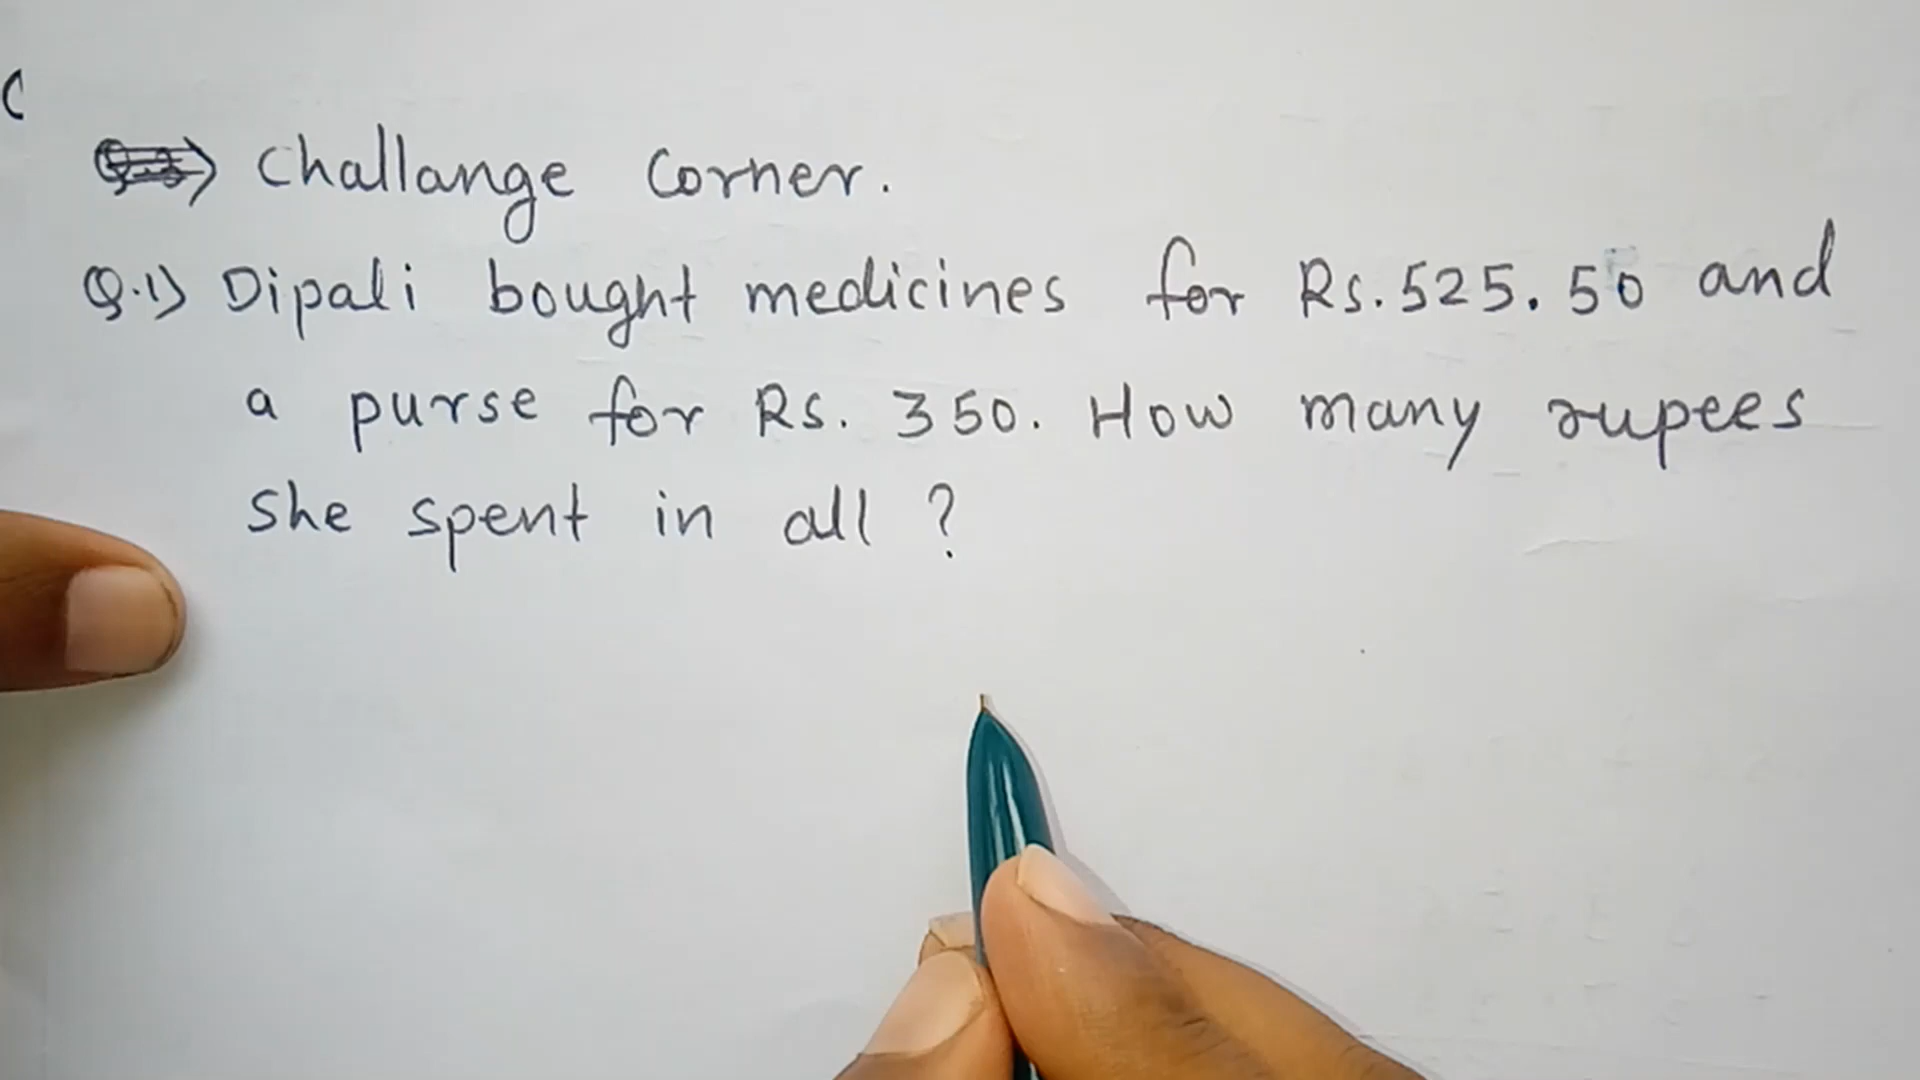 Challange Corner.
Q.1) Dipali bought medicines for Rs. 525.50 and
a purse for Rs. 350. How many rupees
she spent in all ?